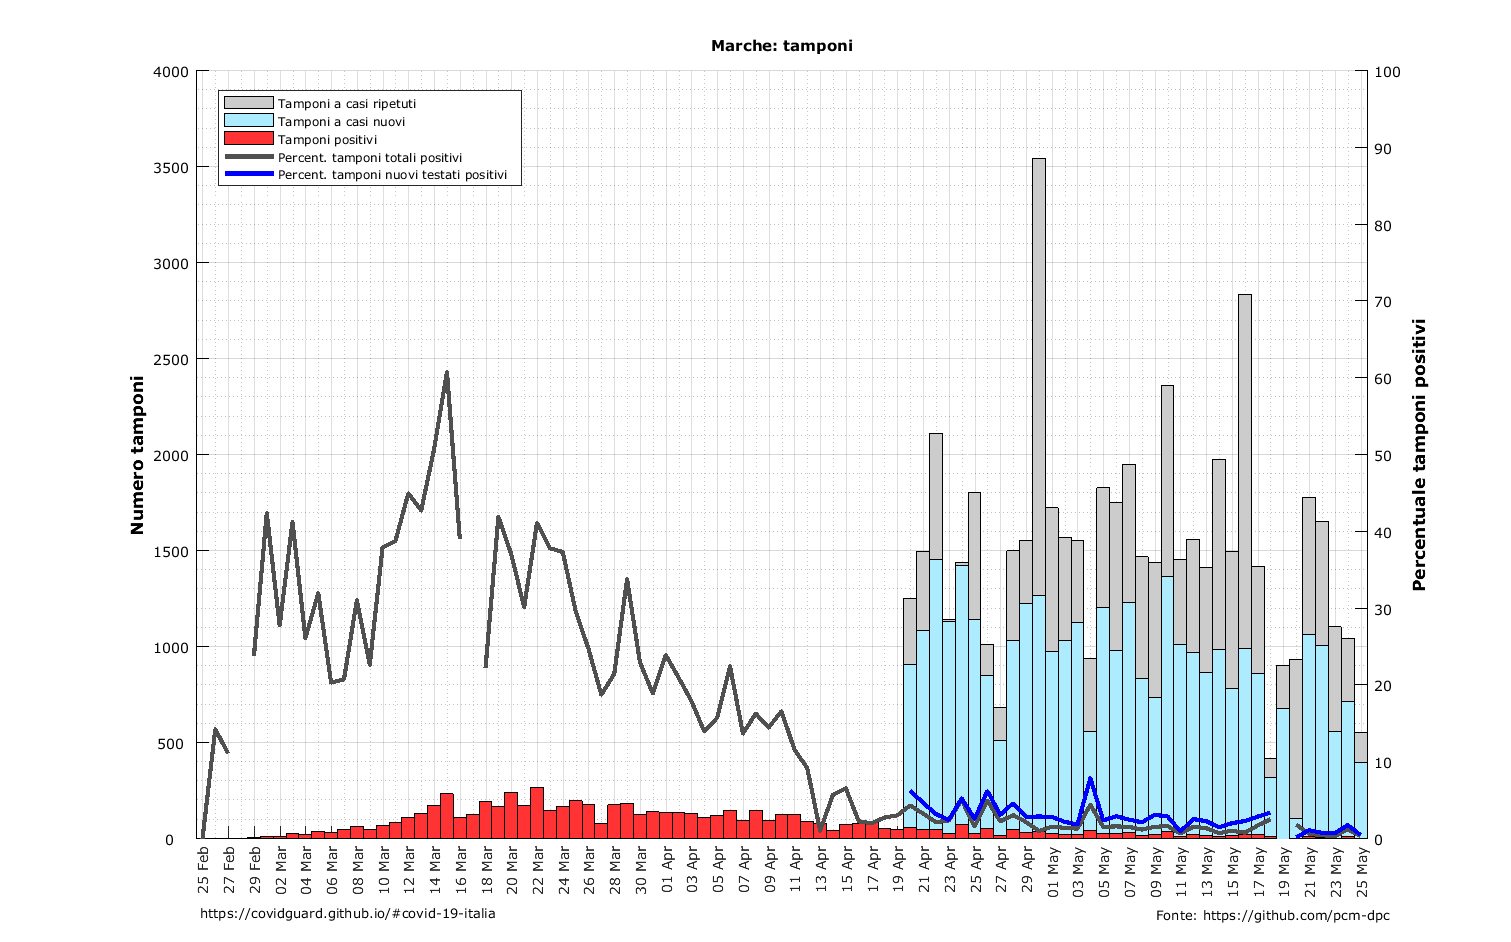 Marche: tamponi
4000
3500
3000
2500
2000
1500
1000
500
0
Numero tamponi
Tamponi a casi ripetuti
Tamponi a casi nuovi
Tamponi positivi
Percent. tamponi totali positivi
Percent. tamponi nuovi testati positivi
100
90
80
70
60
50
40
30
20
10
0
Percentuale tamponi positivi
25 Feb
27 Feb
29 Feb
02 Mar
04 Mar
06 Mar
08 Mar
10 Mar
12 Mar
14 Mar
16 Mar
18 Mar
20 Mar
22 Mar
24 Mar
26 Mar
28 Mar
30 Mar
01 Apr
03 Apr
05 Apr
07 Apr
09 Apr
11 Apr
13 Apr
15 Apr
17 Apr
19 Apr
21 Apr
23 Apr
25 Apr
27 Apr
29 Apr
01 May
03 May
05 May
07 May
09 May
11 May
13 May
15 May
17 May
19 May
21 May
23 May
25 May
https://covidguard.github.io/#covid-19-italia
Fonte: https://github.com/pcm-dpc